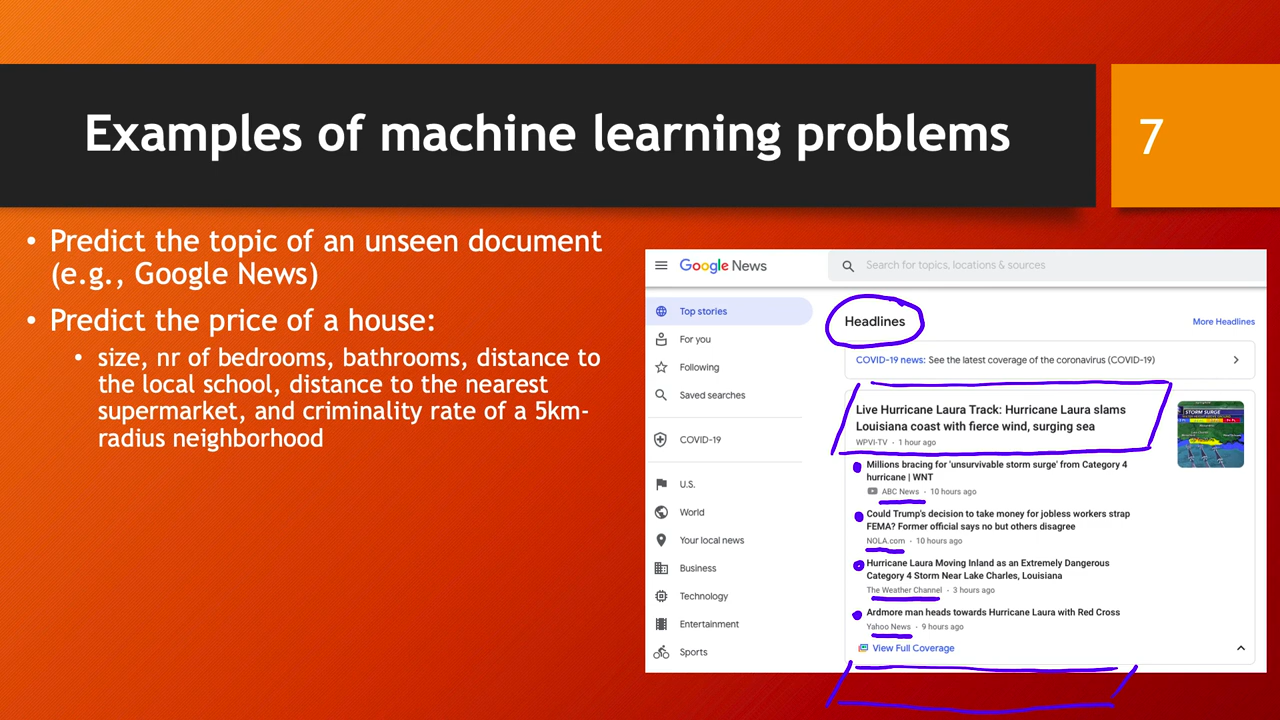 Examples of machine learning problems
7
• Predict the topic of an unseen document
(e.g., Google News)
• Predict the price of a house:
• size, nr of bedrooms, bathrooms, distance to
the local school, distance to the nearest
supermarket, and criminality rate of a 5km-
radius neighborhood
Google News
Search for topics, locations & sources
Top stories
For you
Following
Saved searches
COVID-19
U.S.
World
Your local news
Business
Technology
Entertainment
Sports
Headlines
More Headlines
COVID-19 news: See the latest coverage of the coronavirus (COVID-19)
Live Hurricane Laura Track: Hurricane Laura slams
Louisiana coast with fierce wind, surging sea
WPVI-TV • 1 hour ago
STORM SURGE
Millions bracing for 'unsurvivable storm surge' from Category 4
hurricane | WNT
ABC News • 10 hours ago
Could Trump's decision to take money for jobless workers strap
FEMA? Former official says no but others disagree
NOLA.com • 10 hours ago
Hurricane Laura Moving Inland as an Extremely Dangerous
Category 4 Storm Near Lake Charles, Louisiana
The Weather Channel • 3 hours ago
Ardmore man heads towards Hurricane Laura with Red Cross
Yahoo News • 9 hours ago
View Full Coverage